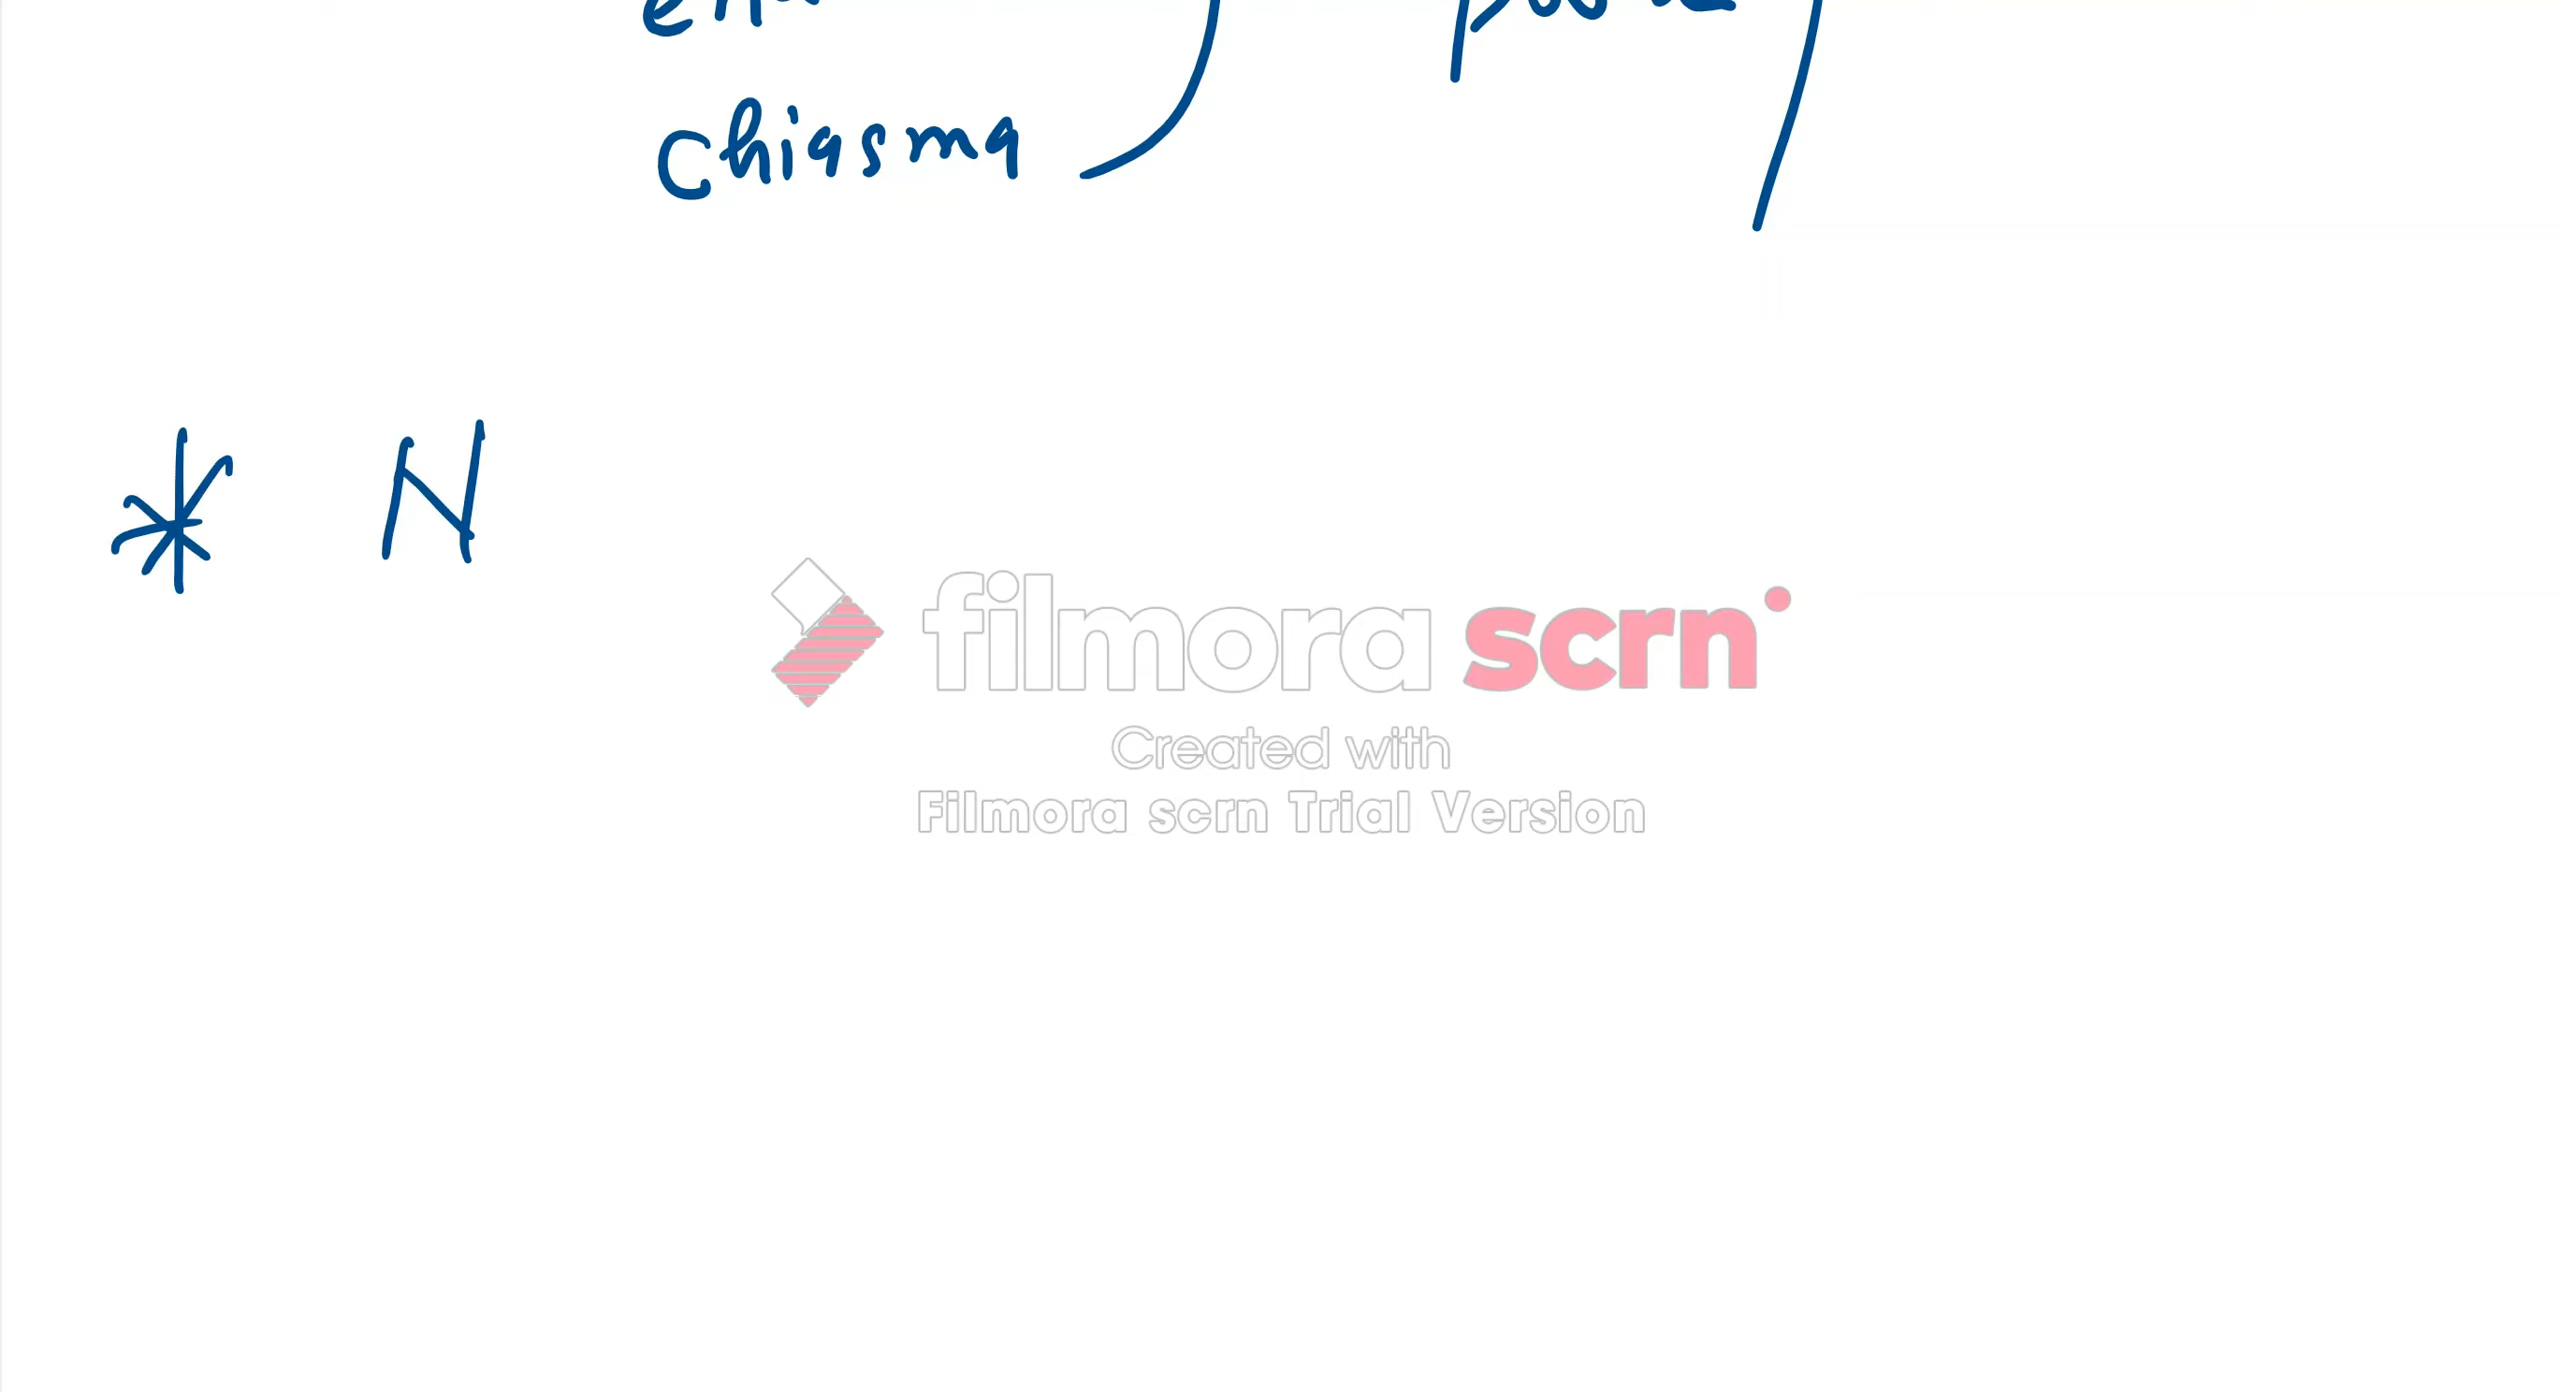 Chiasma
* N
filmora scrn
Created with
Filmora scrn Trial Version